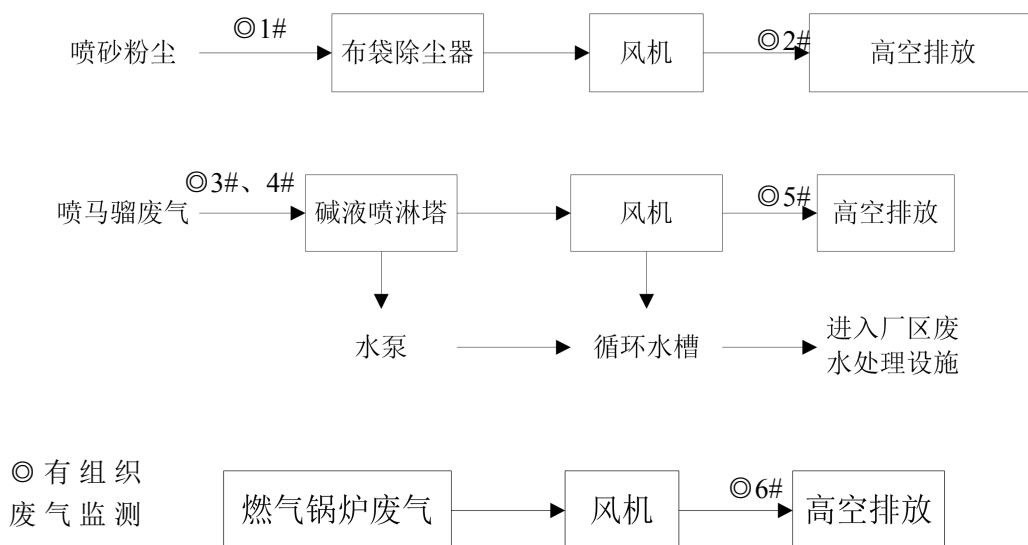 ◎1#
喷砂粉尘
布袋除尘器
风机
◎2#
高空排放
◎3#、4#
喷马骝废气
碱液喷淋塔
风机
◎5#
高空排放
水泵
循环水槽
进入厂区废
水处理设施
◎有组织
废气监测
燃气锅炉废气
风机
◎6#
高空排放